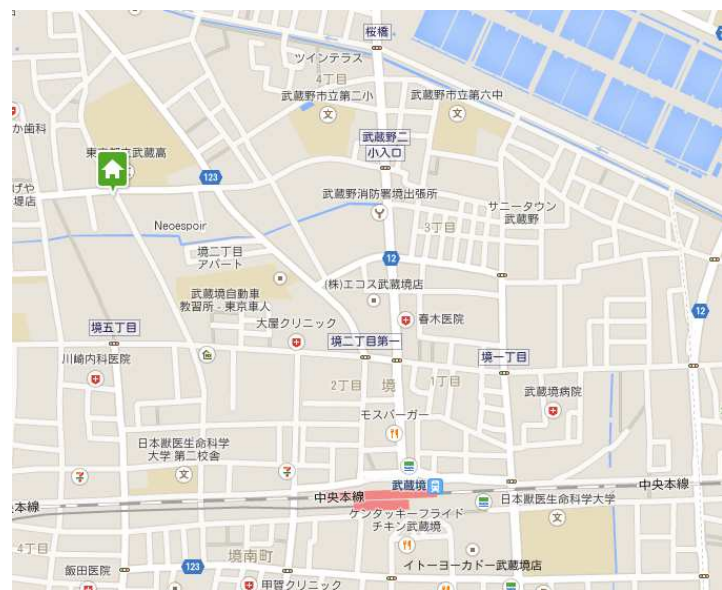 桜橋
ツインテラス
4丁目
武蔵野市立第二小
武蔵野市立第六中
文
文
か歯科
武蔵野二
小入口
東京都立武蔵高
123
げや
堤店
武蔵野消防署境出張所
サニータウン
武蔵野
Neoespoir
3丁目
境二丁目
アパート
12
(株)エコス武蔵境店
武蔵境自動車
教習所 - 東京車人
12
大屋クリニック
春木医院
境五丁目
境二丁目第一
境一丁目
川崎内科医院
2丁目
境
1丁目
武蔵境病院
モスバーガー
日本獣医生命科学
大学 第二校舎
文
武蔵境
中央本線
中央本線
本線
日本獣医生命科学大学
ケンタッキーフライド
チキン武蔵境
文
4丁目
境南町
イトーヨーカドー武蔵境店
飯田医院
123
甲賀クリニック